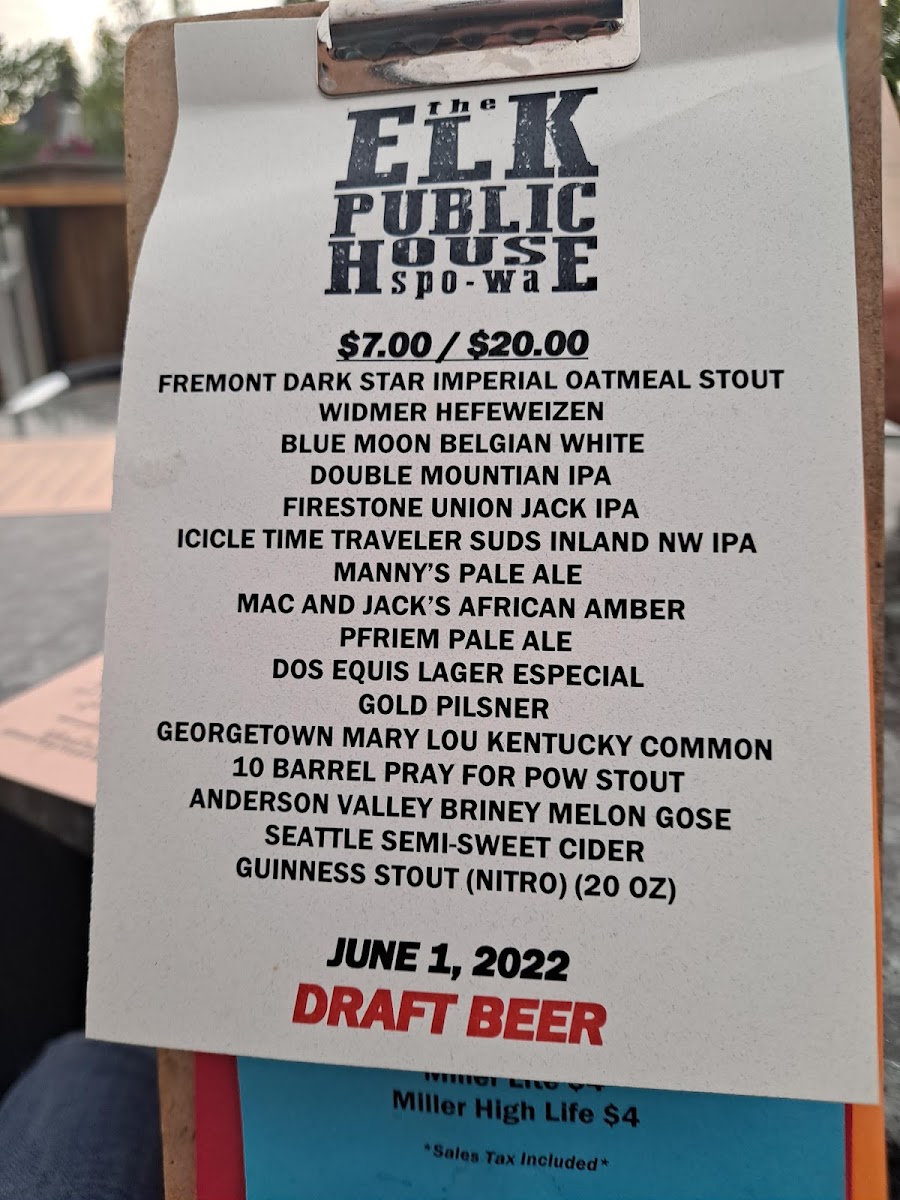 the
ELK
PUBLIC
HOUSE
spo-wa
$7.00 / $20.00
FREMONT DARK STAR IMPERIAL OATMEAL STOUT
WIDMER HEFEWEIZEN
BLUE MOON BELGIAN WHITE
DOUBLE MOUNTIAN IPA
FIRESTONE UNION JACK IPA
ICICLE TIME TRAVELER SUDS INLAND NW IPA
MANNY'S PALE ALE
MAC AND JACK'S AFRICAN AMBER
PFRIEM PALE ALE
DOS EQUIS LAGER ESPECIAL
GOLD PILSNER
GEORGETOWN MARY LOU KENTUCKY COMMON
10 BARREL PRAY FOR POW STOUT
ANDERSON VALLEY BRINEY MELON GOSE
SEATTLE SEMI-SWEET CIDER
GUINNESS STOUT (NITRO) (20 OZ)
JUNE 1, 2022
DRAFT BEER
Miller Lite $4
Miller High Life $4
*Sales Tax Included*